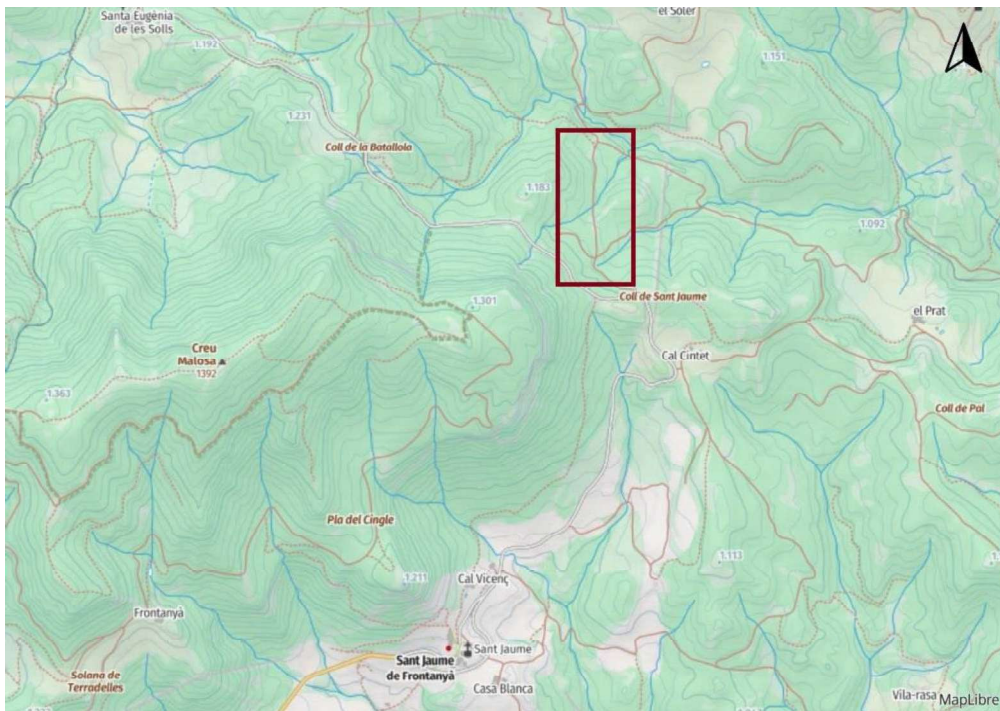 el Soler
Santa Eugènia
de les Solls
1.192
1.151
1.231
Coll de la Batallola
1.183
1.092
1.301
Coll de Sant Jaume
el Prat
Creu
Malosa
1392
Cal Cintet
1.363
Coll de Pal
Pla del Cingle
1.113
1.211
Cal Vicenç
Frontanyà
Sant Jaume
Sant Jaume
de Frontanyà
Solana de
Terradelles
Casa Blanca
Vila-rasa
MapLibre